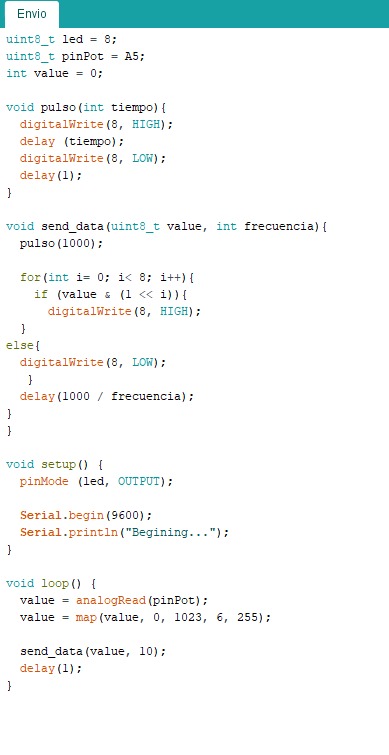 Envio
uint8_t led = 8;
uint8_t pinPot = A5;
int value = 0;
void pulso(int tiempo){
digitalWrite(8, HIGH);
delay (tiempo);
digitalWrite(8, LOW);
delay(1);
}
void send_data(uint8_t value, int frecuencia){
pulso(1000);
for(int i= 0; i< 8; i++){
if (value & (1 << i)){
digitalWrite(8, HIGH);
}
else{
digitalWrite(8, LOW);
}
delay(1000 / frecuencia);
}
}
void setup() {
pinMode (led, OUTPUT);
Serial.begin(9600);
Serial.println("Begining...");
}
void loop() {
value = analogRead(pinPot);
value = map(value, 0, 1023, 6, 255);
send_data(value, 10);
delay(1);
}